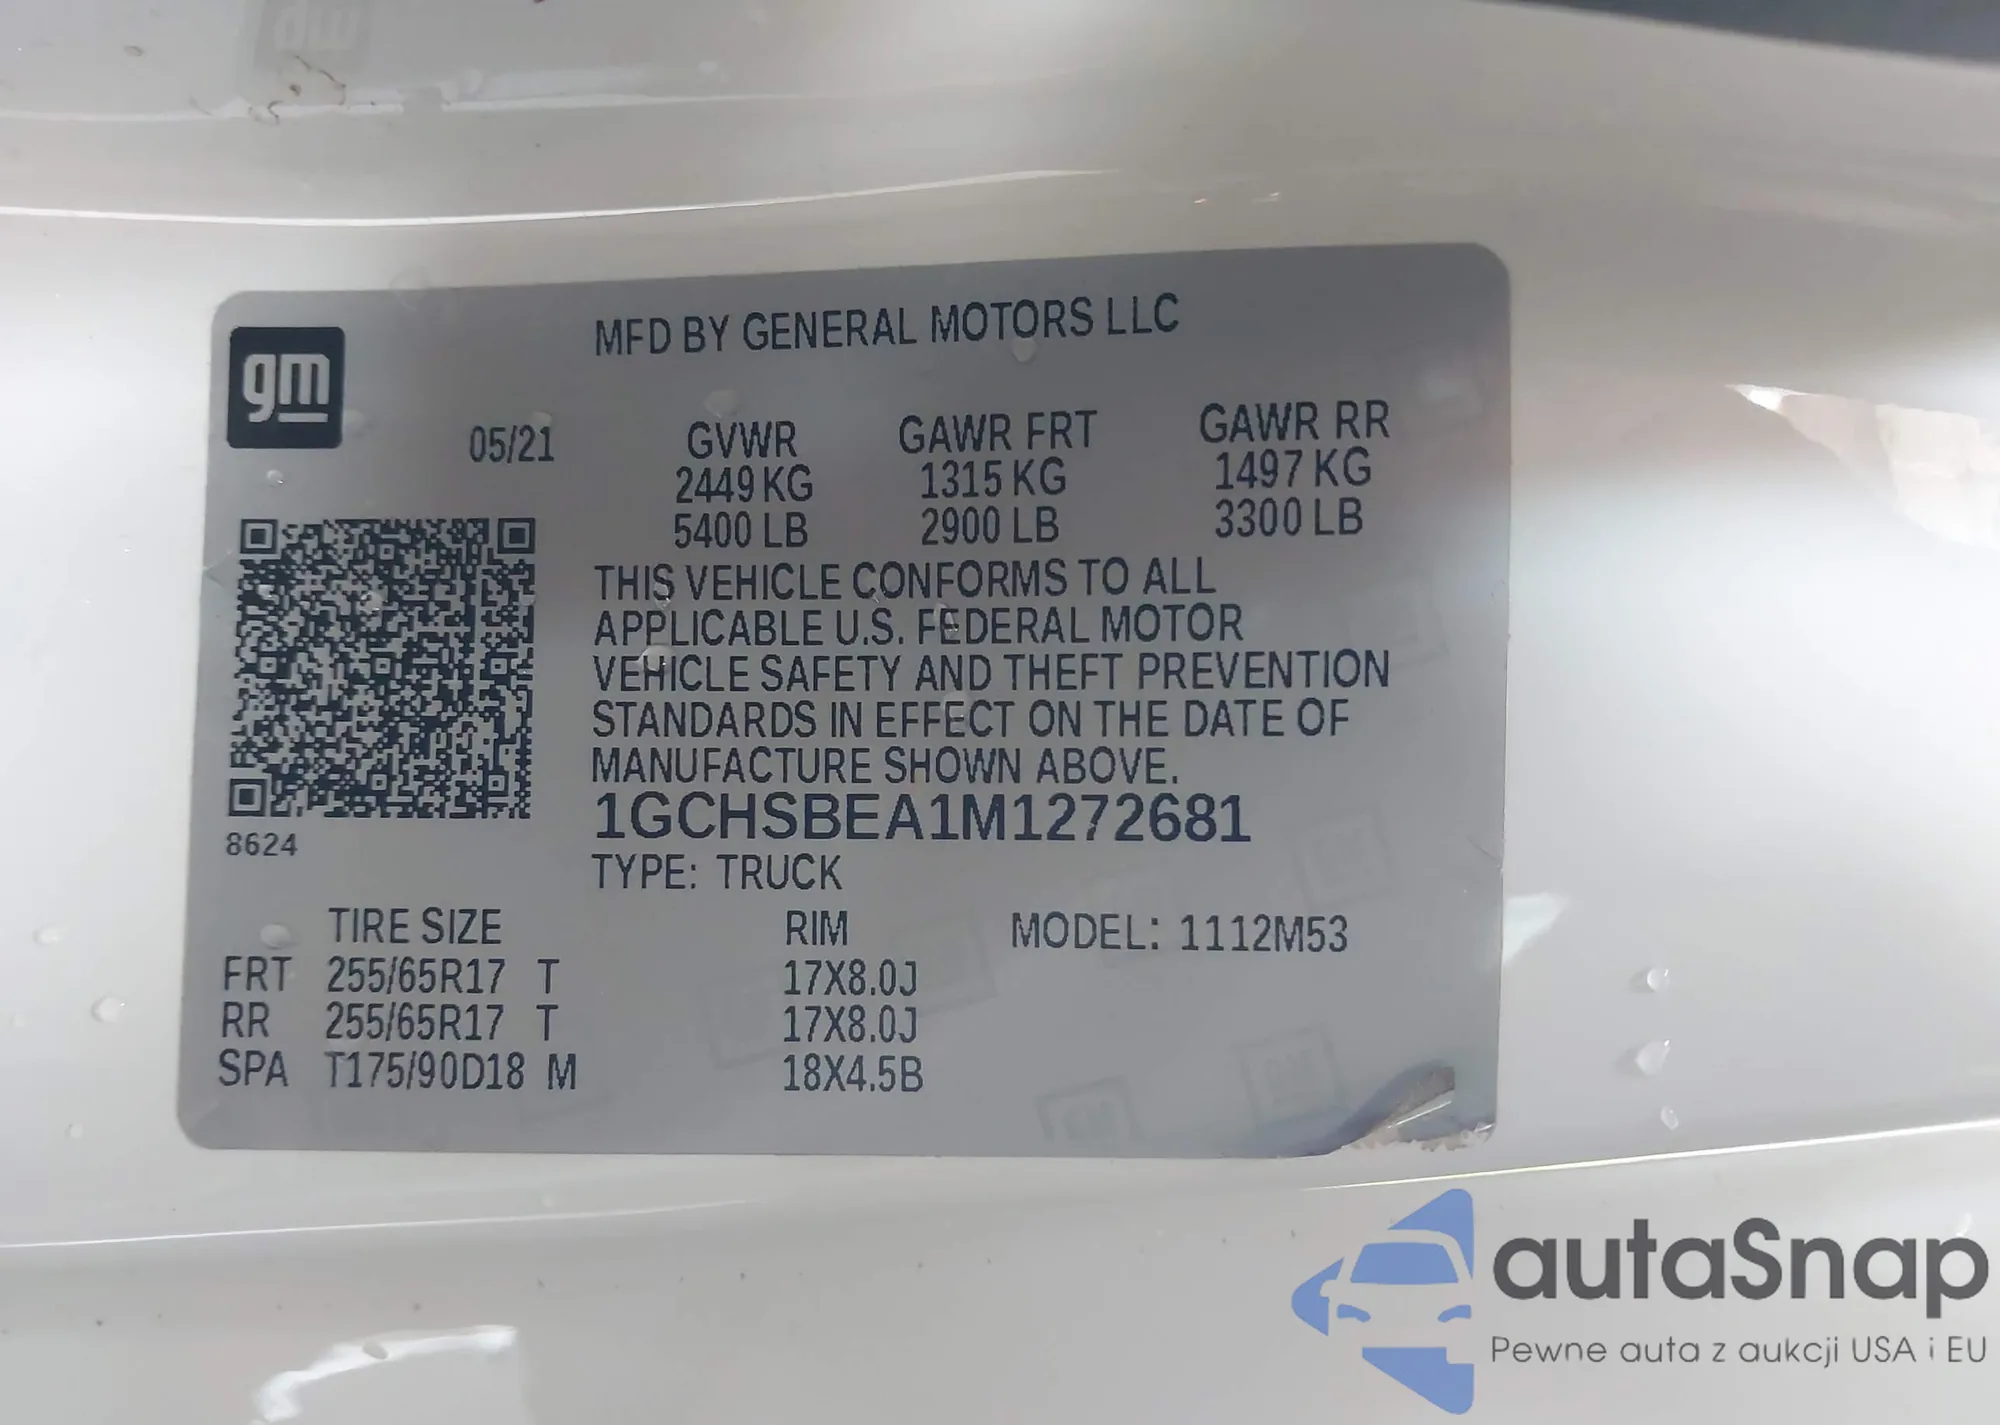 gm
MFD BY GENERAL MOTORS LLC
05/21 GVWR GAWR FRT GAWR RR
2449 KG 1315 KG 1497 KG
5400 LB 2900 LB 3300 LB
THIS VEHICLE CONFORMS TO ALL
APPLICABLE U.S. FEDERAL MOTOR
VEHICLE SAFETY AND THEFT PREVENTION
STANDARDS IN EFFECT ON THE DATE OF
MANUFACTURE SHOWN ABOVE.
1GCHSBEA1M1272681
8624
TYPE: TRUCK
TIRE SIZE RIM MODEL: 1112M53
FRT 255/65R17 T 17X8.0J
RR 255/65R17 T 17X8.0J
SPA T175/90D18 M 18X4.5B
GM
GM
autaSnap
Pewne auta z aukcji USA i EU